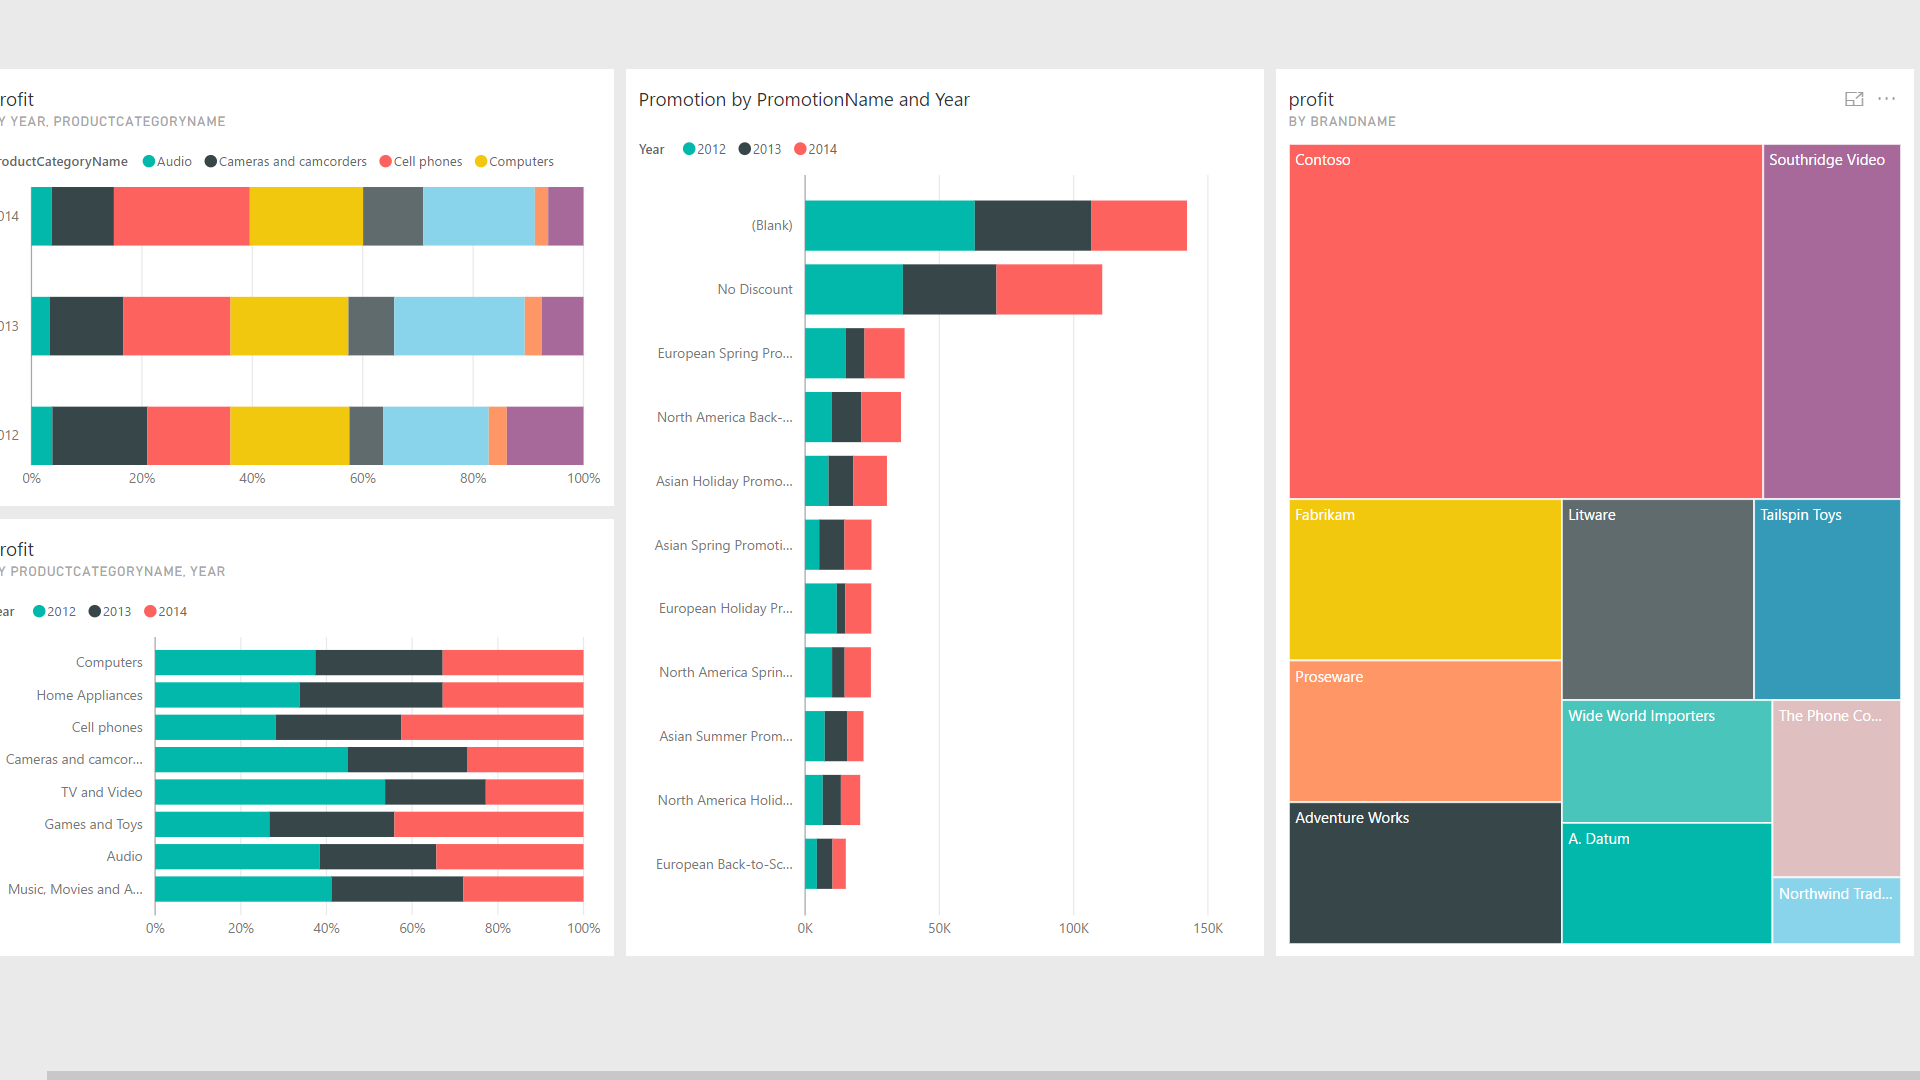 rofit
Y YEAR, PRODUCTCATEGORYNAME
roductCategoryName Audio Cameras and camcorders Cell phones Computers
014
013
012
0% 20% 40% 60% 80% 100%
rofit
Y PRODUCTCATEGORYNAME, YEAR
ear 2012 2013 2014
Computers
Home Appliances
Cell phones
Cameras and camcor...
TV and Video
Games and Toys
Audio
Music, Movies and A...
0% 20% 40% 60% 80% 100%
Promotion by PromotionName and Year
Year 2012 2013 2014
(Blank)
No Discount
European Spring Pro...
North America Back-...
Asian Holiday Promo...
Asian Spring Promoti...
European Holiday Pr...
North America Sprin...
Asian Summer Prom...
North America Holid...
European Back-to-Sc...
0K 50K 100K 150K
profit
BY BRANDNAME
Contoso
Southridge Video
Fabrikam
Litware
Tailspin Toys
Proseware
Wide World Importers
The Phone Co...
Adventure Works
A. Datum
Northwind Trad...